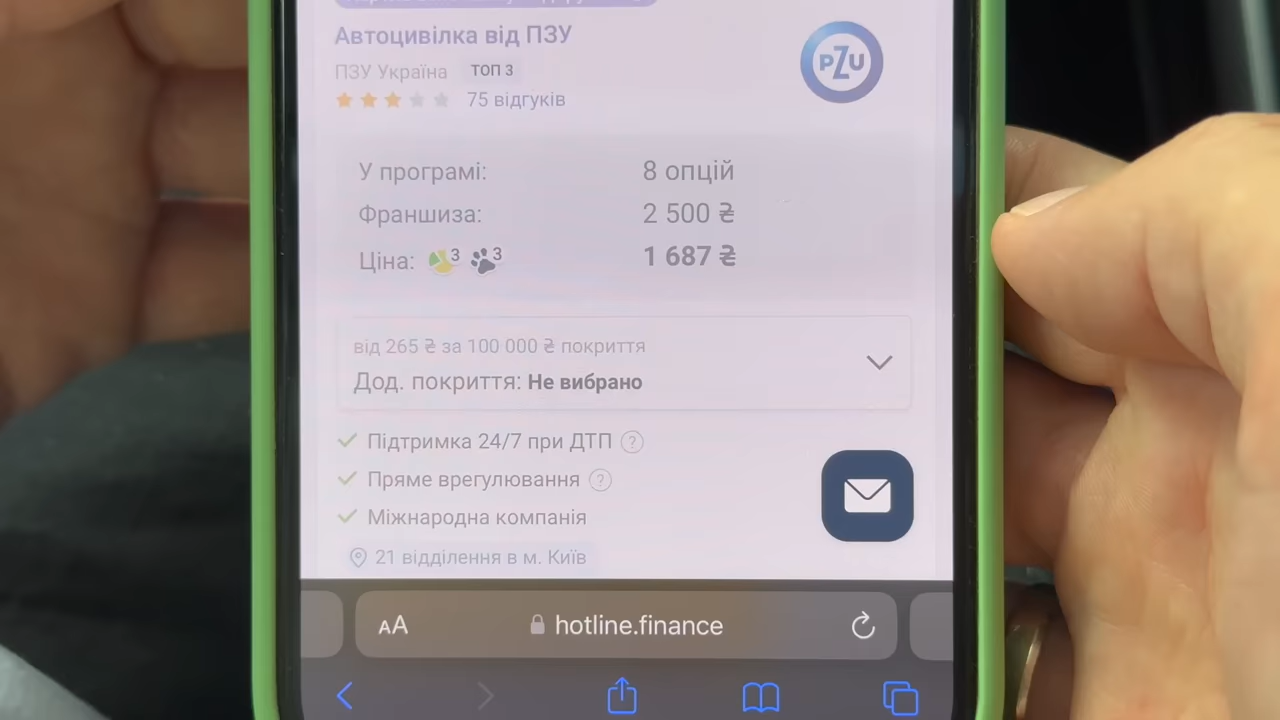 Автоцивілка від ПЗУ
PZU
ПЗУ Україна ТОП 3
75 відгуків
У програмі: 8 опцій
Франшиза: 2 500 ₴
Ціна: 3 3 1 687 ₴
від 265 ₴ за 100 000 ₴ покриття
Дод. покриття: Не вибрано
Підтримка 24/7 при ДТП ?
Пряме врегулювання ?
Міжнародна компанія
21 відділення в м. Київ
AA hotline.finance